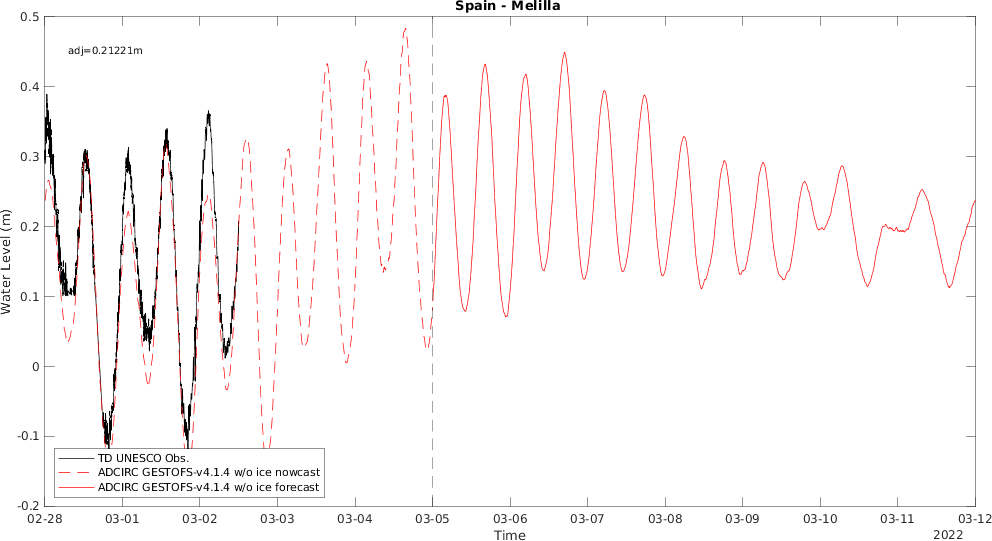 Spain - Melilla
0.5
adj=0.21221m
0.4
0.3
0.2
0.1
0
-0.1
-0.2
Water Level (m)
TD UNESCO Obs.
ADCIRC GESTOFS-v4.1.4 w/o ice nowcast
ADCIRC GESTOFS-v4.1.4 w/o ice forecast
02-28 03-01 03-02 03-03 03-04 03-05 03-06 03-07 03-08 03-09 03-10 03-11 03-12
Time
2022